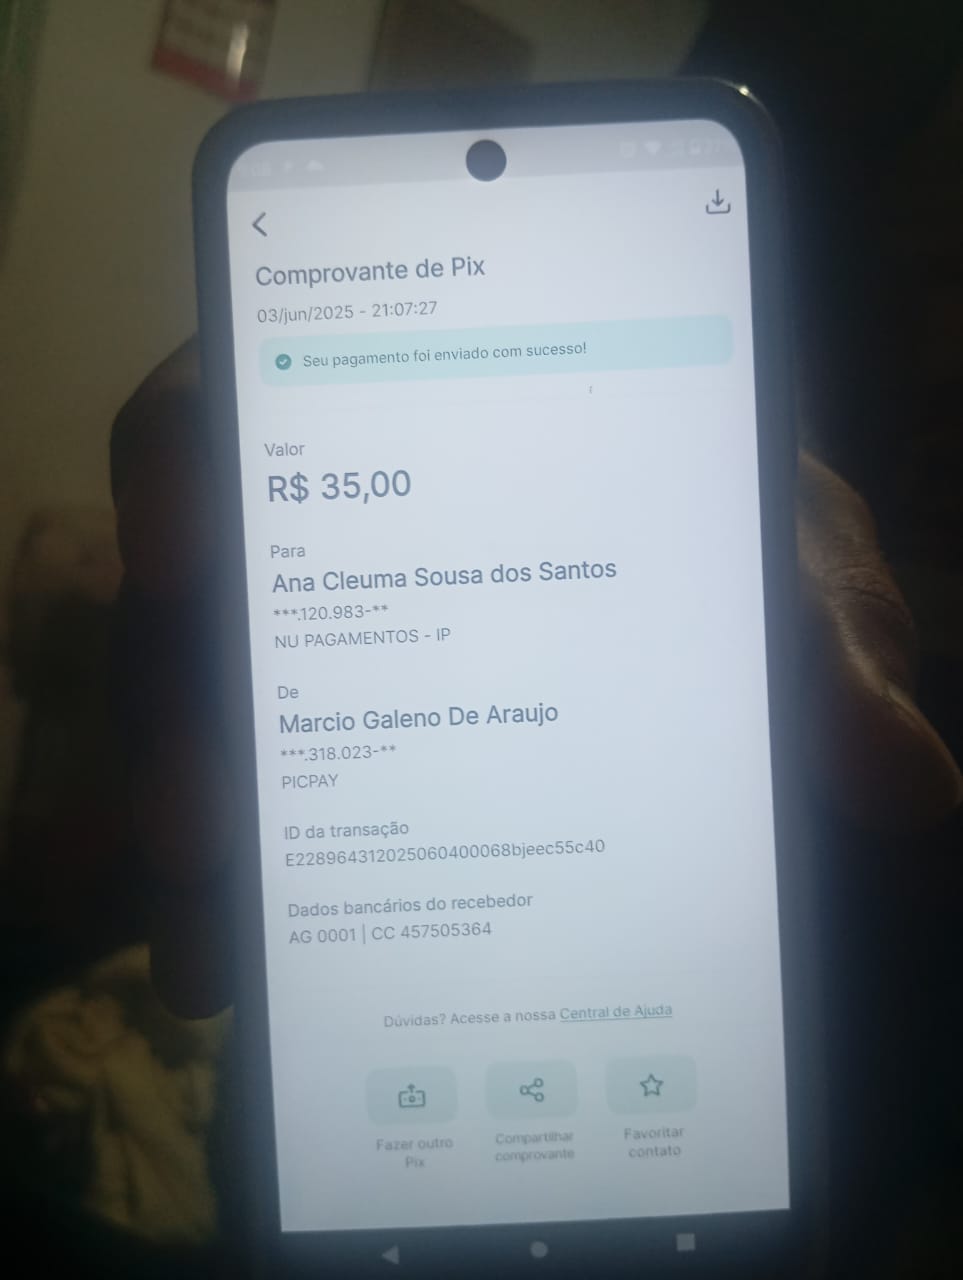 Comprovante de Pix
03/jun/2025 - 21:07:27
Seu pagamento foi enviado com sucesso!
Valor
R$ 35,00
Para
Ana Cleuma Sousa dos Santos
***.120.983-**
NU PAGAMENTOS - IP
De
Marcio Galeno De Araujo
***.318.023-**
PICPAY
ID da transação
E228964312025060400068bjeec55c40
Dados bancários do recebedor
AG 0001 | CC 457505364
Dúvidas? Acesse a nossa Central de Ajuda
Fazer outro Pix
Compartilhar comprovante
Favoritar contato